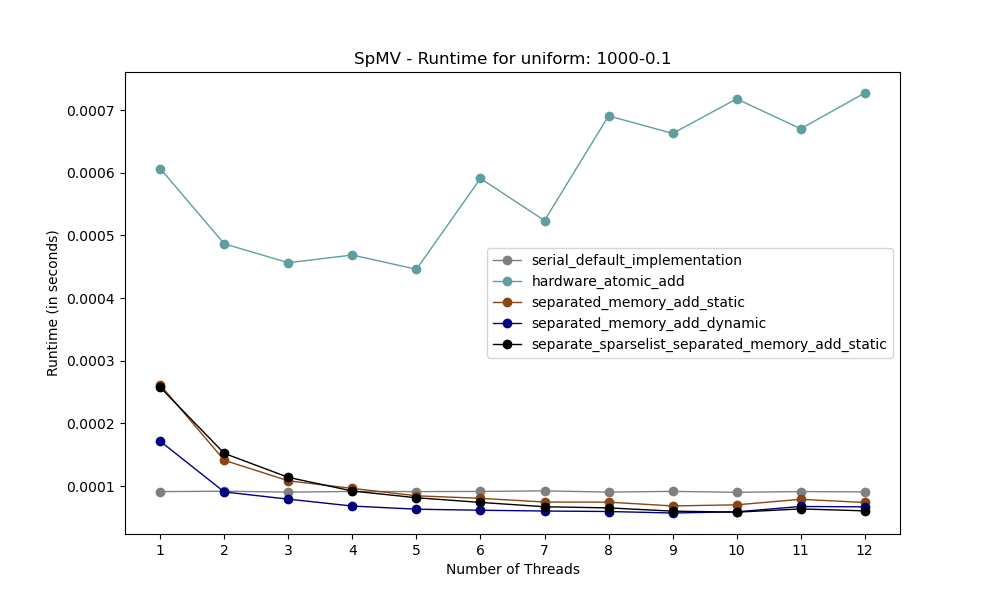 SpMV - Runtime for uniform: 1000-0.1
Runtime (in seconds)
0.0007
0.0006
0.0005
0.0004
0.0003
0.0002
0.0001
serial_default_implementation
hardware_atomic_add
separated_memory_add_static
separated_memory_add_dynamic
separate_sparselist_separated_memory_add_static
1 2 3 4 5 6 7 8 9 10 11 12
Number of Threads